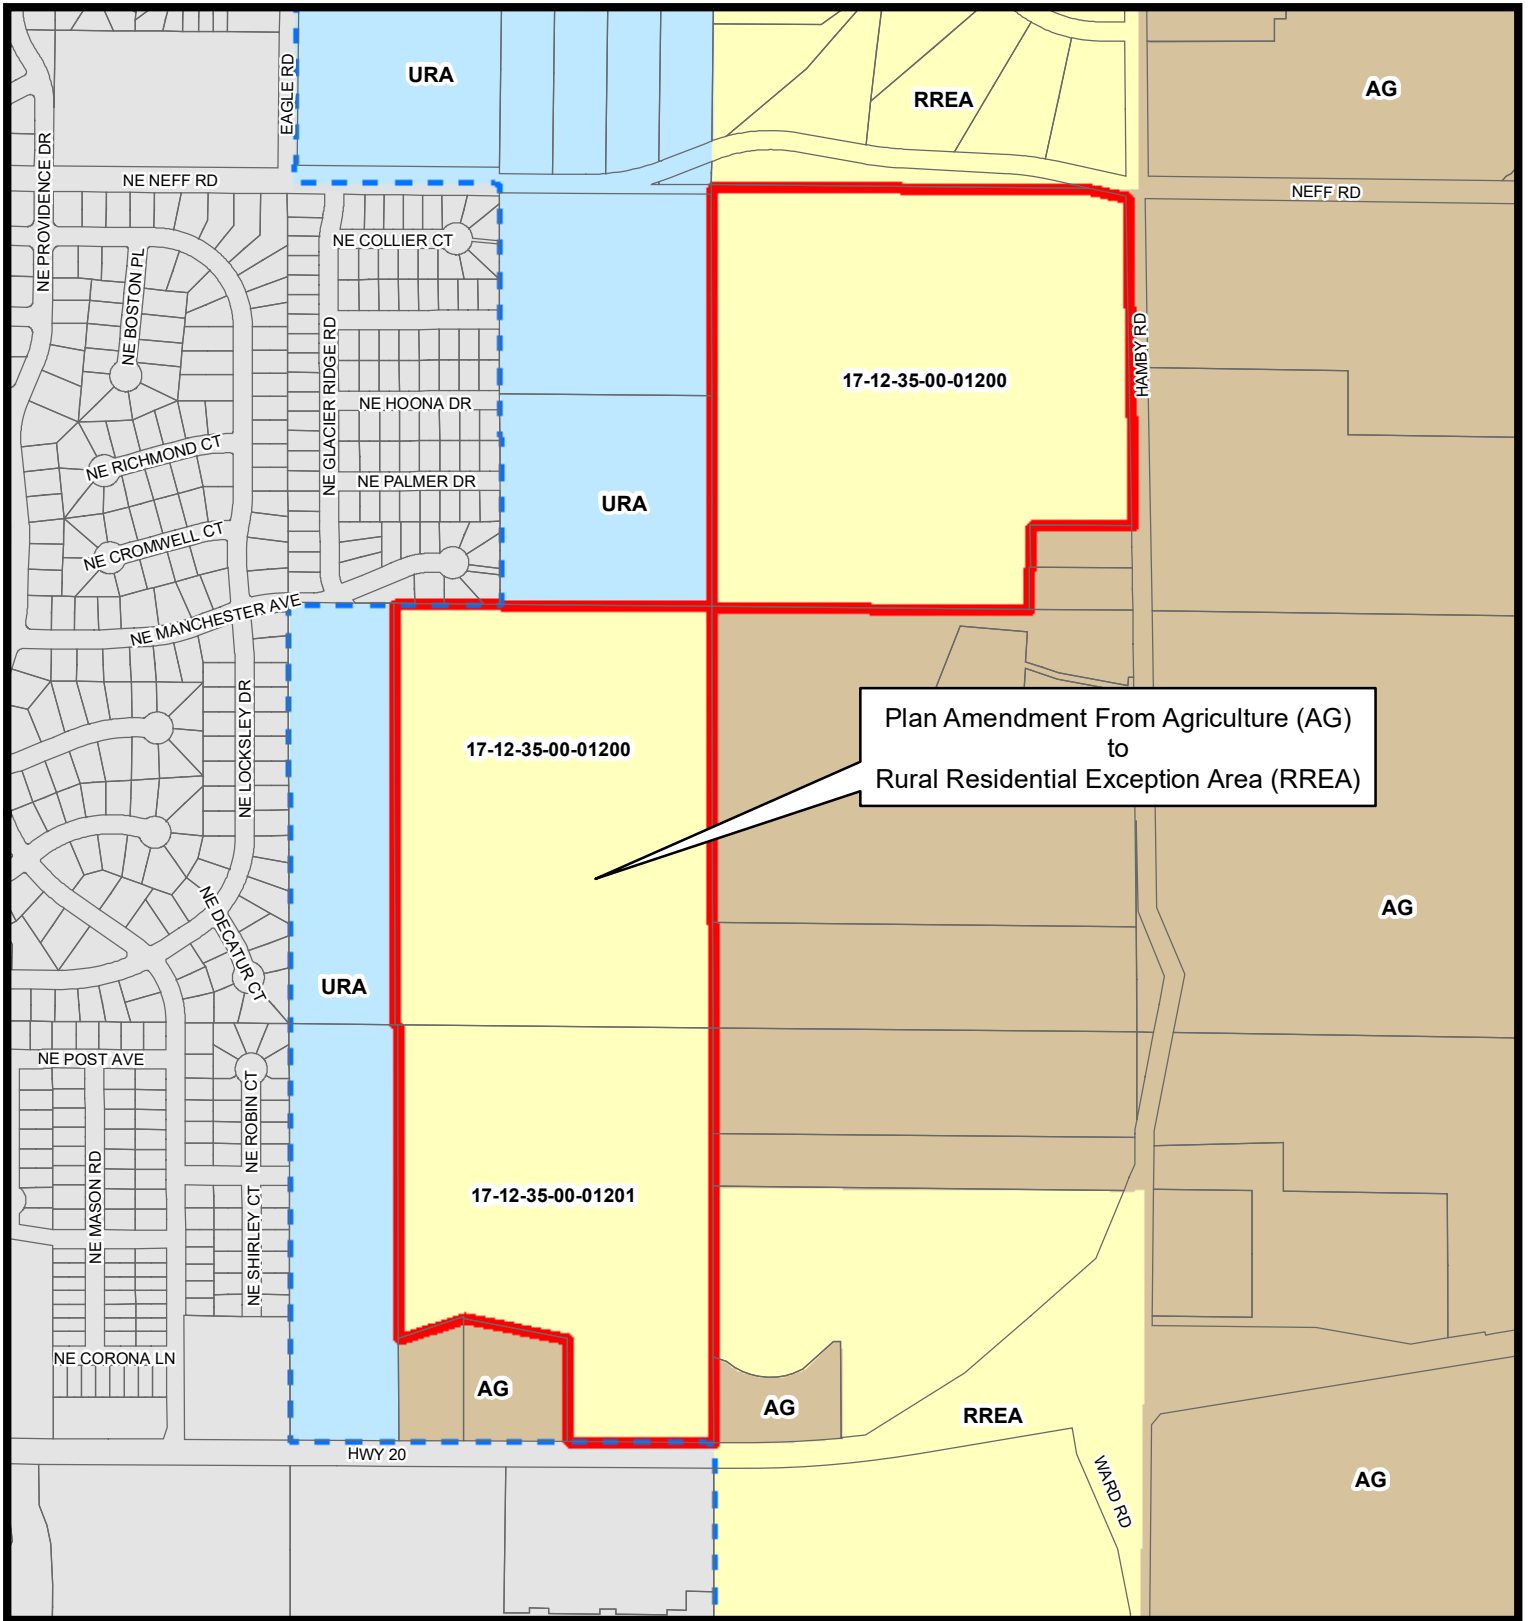 URA
RREA
AG
EAGLE RD
NE PROVIDENCE DR
NE NEFF RD
NEFF RD
NE COLLIER CT
NE BOSTON PL
NE GLACIER RIDGE RD
HAMBY RD
17-12-35-00-01200
NE HOONA DR
NE RICHMOND CT
NE PALMER DR
URA
NE CROMWELL CT
NE MANCHESTER AVE
NE LOCKSLEY DR
17-12-35-00-01200
Plan Amendment From Agriculture (AG)
to
Rural Residential Exception Area (RREA)
AG
NE DECATUR CT
URA
NE POST AVE
NE ROBIN CT
NE MASON RD
NE SHIRLEY CT
17-12-35-00-01201
NE CORONA LN
AG
AG
RREA
HWY 20
WARD RD
AG